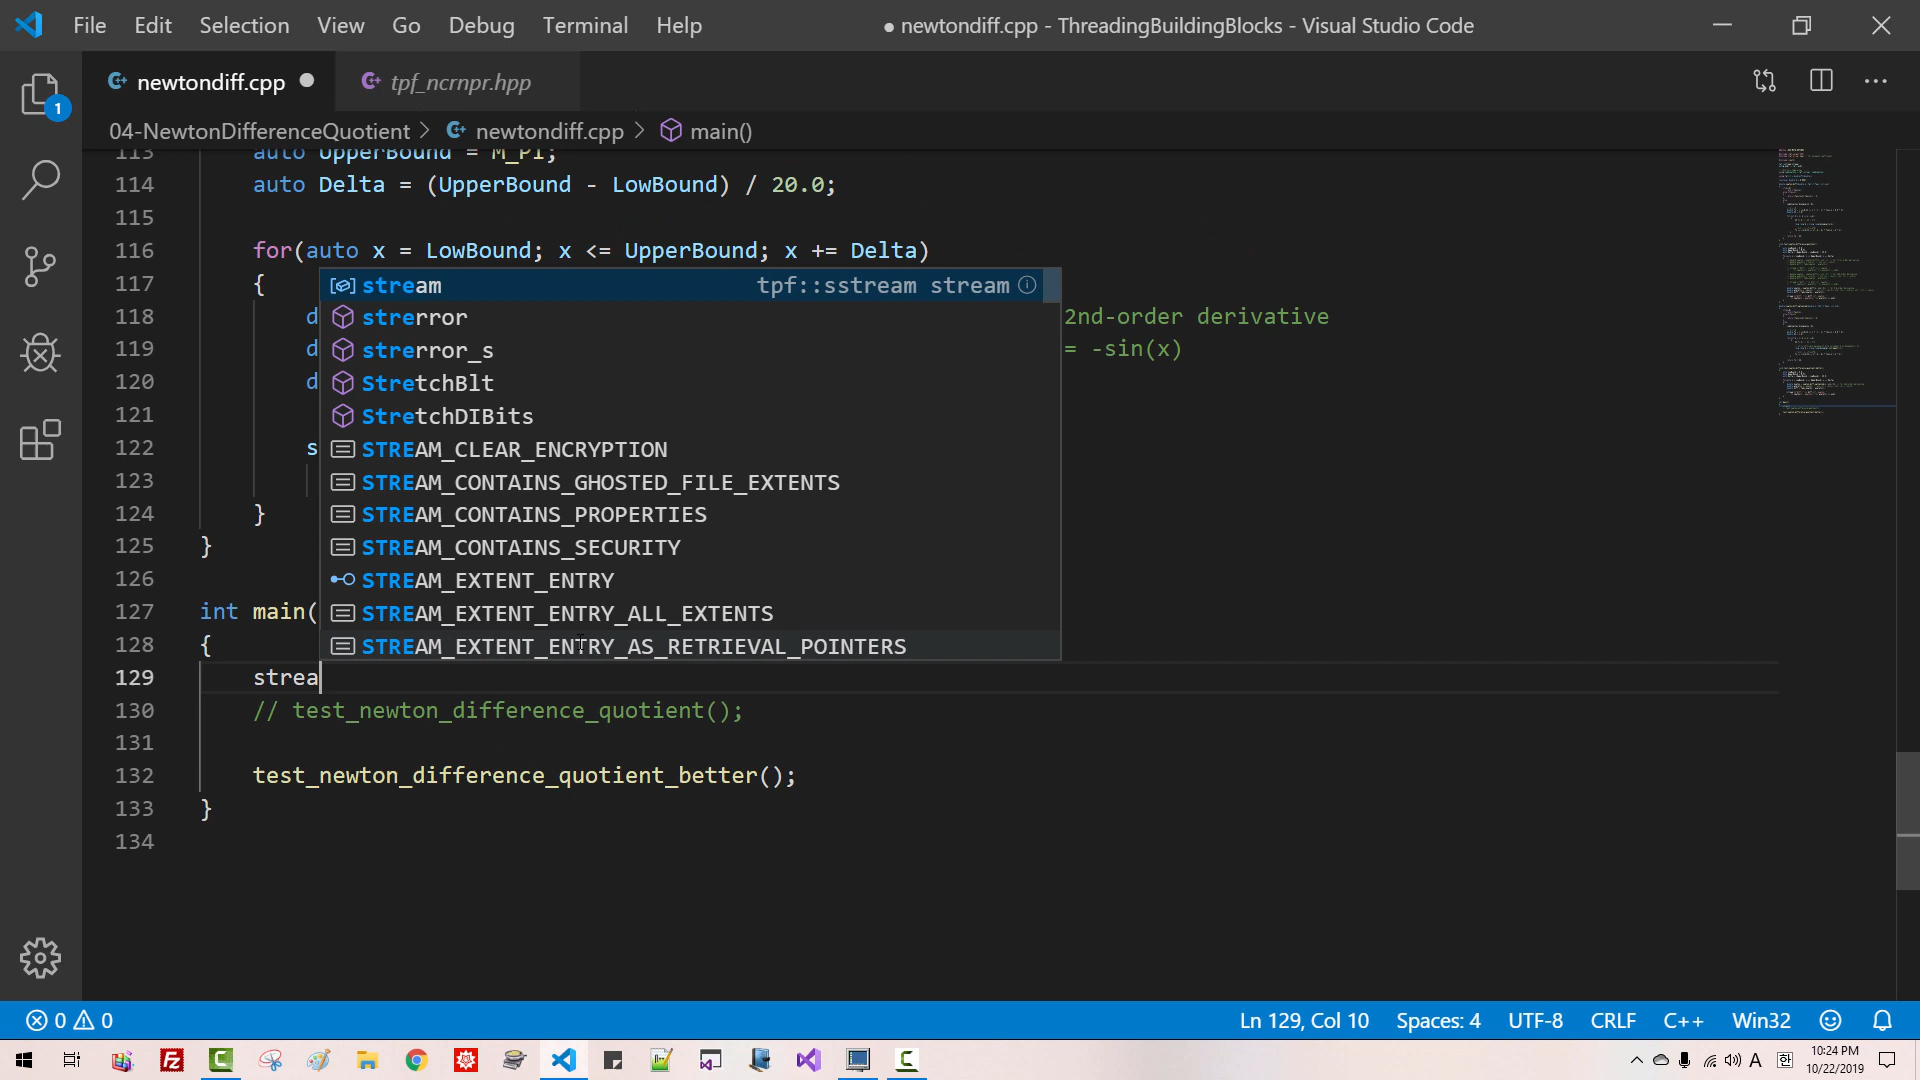 File Edit Selection View Go Debug Terminal Help
● newtondiff.cpp - ThreadingBuildingBlocks - Visual Studio Code
newtondiff.cpp
tpf_ncrnpr.hpp
04-NewtonDifferenceQuotient > newtondiff.cpp > main()
113 auto UpperBound = M_PI;
114 auto Delta = (UpperBound - LowBound) / 20.0;
115
116 for(auto x = LowBound; x <= UpperBound; x += Delta)
117 {
stream tpf::sstream stream
118 d strerror 2nd-order derivative
119 d strerror_s = -sin(x)
120 d StretchBlt
121 StretchDIBits
122 s STREAM_CLEAR_ENCRYPTION
123 STREAM_CONTAINS_GHOSTED_FILE_EXTENTS
124 } STREAM_CONTAINS_PROPERTIES
125 } STREAM_CONTAINS_SECURITY
126 STREAM_EXTENT_ENTRY
127 int main( STREAM_EXTENT_ENTRY_ALL_EXTENTS
128 { STREAM_EXTENT_ENTRY_AS_RETRIEVAL_POINTERS
129 strea
130 // test_newton_difference_quotient();
131
132 test_newton_difference_quotient_better();
133 }
134
1
0 0 Ln 129, Col 10 Spaces: 4 UTF-8 CRLF C++ Win32
A 한 10:24 PM
10/22/2019